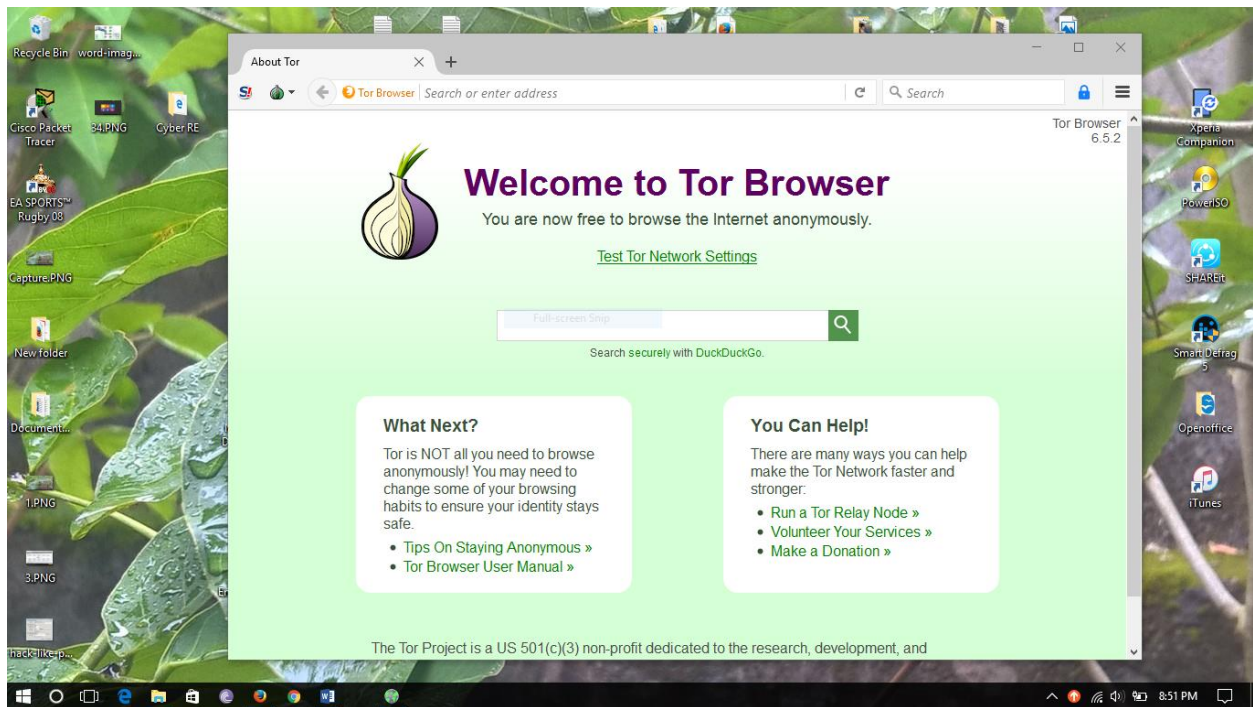 Recycle Bin
word-imag...
Cisco Packet
Tracer
34.PNG
Cyber RE
EA SPORTS™
Rugby 08
Capture.PNG
New folder
Document...
1.PNG
3.PNG
hack-like-p...
About Tor
S!
Tor Browser
Search or enter address
Search
Tor Browser
6.5.2
Welcome to Tor Browser
You are now free to browse the Internet anonymously.
Test Tor Network Settings
Full-screen Snip
Search securely with DuckDuckGo.
What Next?
Tor is NOT all you need to browse
anonymously! You may need to
change some of your browsing
habits to ensure your identity stays
safe.
Tips On Staying Anonymous »
Tor Browser User Manual »
You Can Help!
There are many ways you can help
make the Tor Network faster and
stronger:
Run a Tor Relay Node »
Volunteer Your Services »
Make a Donation »
The Tor Project is a US 501(c)(3) non-profit dedicated to the research, development, and
Xperia
Companion
PowerISO
SHAREit
Smart Defrag
5
Openoffice
iTunes
8:51 PM